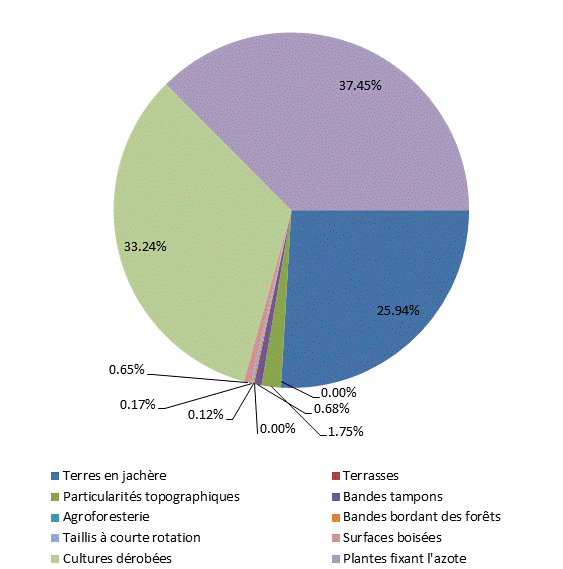 37.45%
33.24%
25.94%
0.65%
0.00%
0.17%
0.68%
0.12%
0.00%
1.75%
Terres en jachère
Terrasses
Particularités topographiques
Bandes tampons
Agroforesterie
Bandes bordant des forêts
Taillis à courte rotation
Surfaces boisées
Cultures dérobées
Plantes fixant l'azote